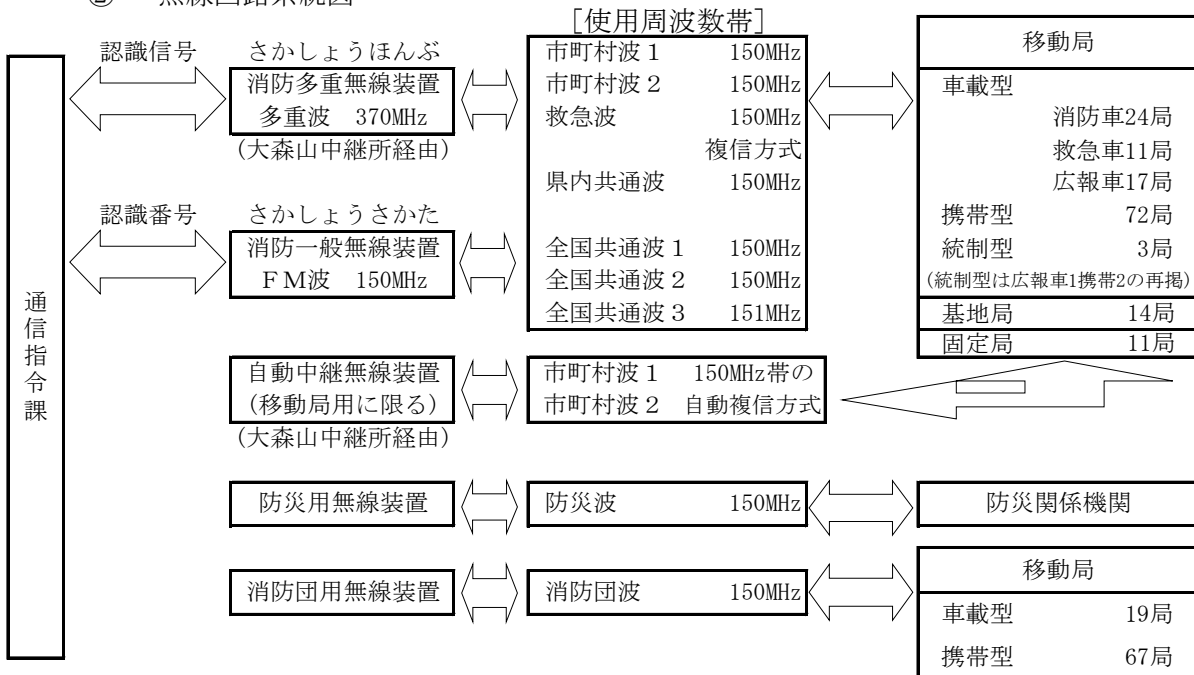 ② 無線回路系統図
[使用周波数帯]
通信指令課
認識信号 さかしょうほんぶ
消防多重無線装置
多重波 370MHz
(大森山中継所経由)
認識番号 さかしょうさかた
消防一般無線装置
ＦＭ波 150MHz
市町村波１ 150MHz
市町村波２ 150MHz
救急波 150MHz
複信方式
県内共通波 150MHz
全国共通波１ 150MHz
全国共通波２ 150MHz
全国共通波３ 151MHz
移動局
車載型
消防車24局
救急車11局
広報車17局
携帯型 72局
統制型 3局
(統制型は広報車1携帯2の再掲)
基地局 14局
固定局 11局
自動中継無線装置
(移動局用に限る)
(大森山中継所経由)
市町村波１ 150MHz帯の
市町村波２ 自動複信方式
防災用無線装置
防災波 150MHz
防災関係機関
消防団用無線装置
消防団波 150MHz
移動局
車載型 19局
携帯型 67局